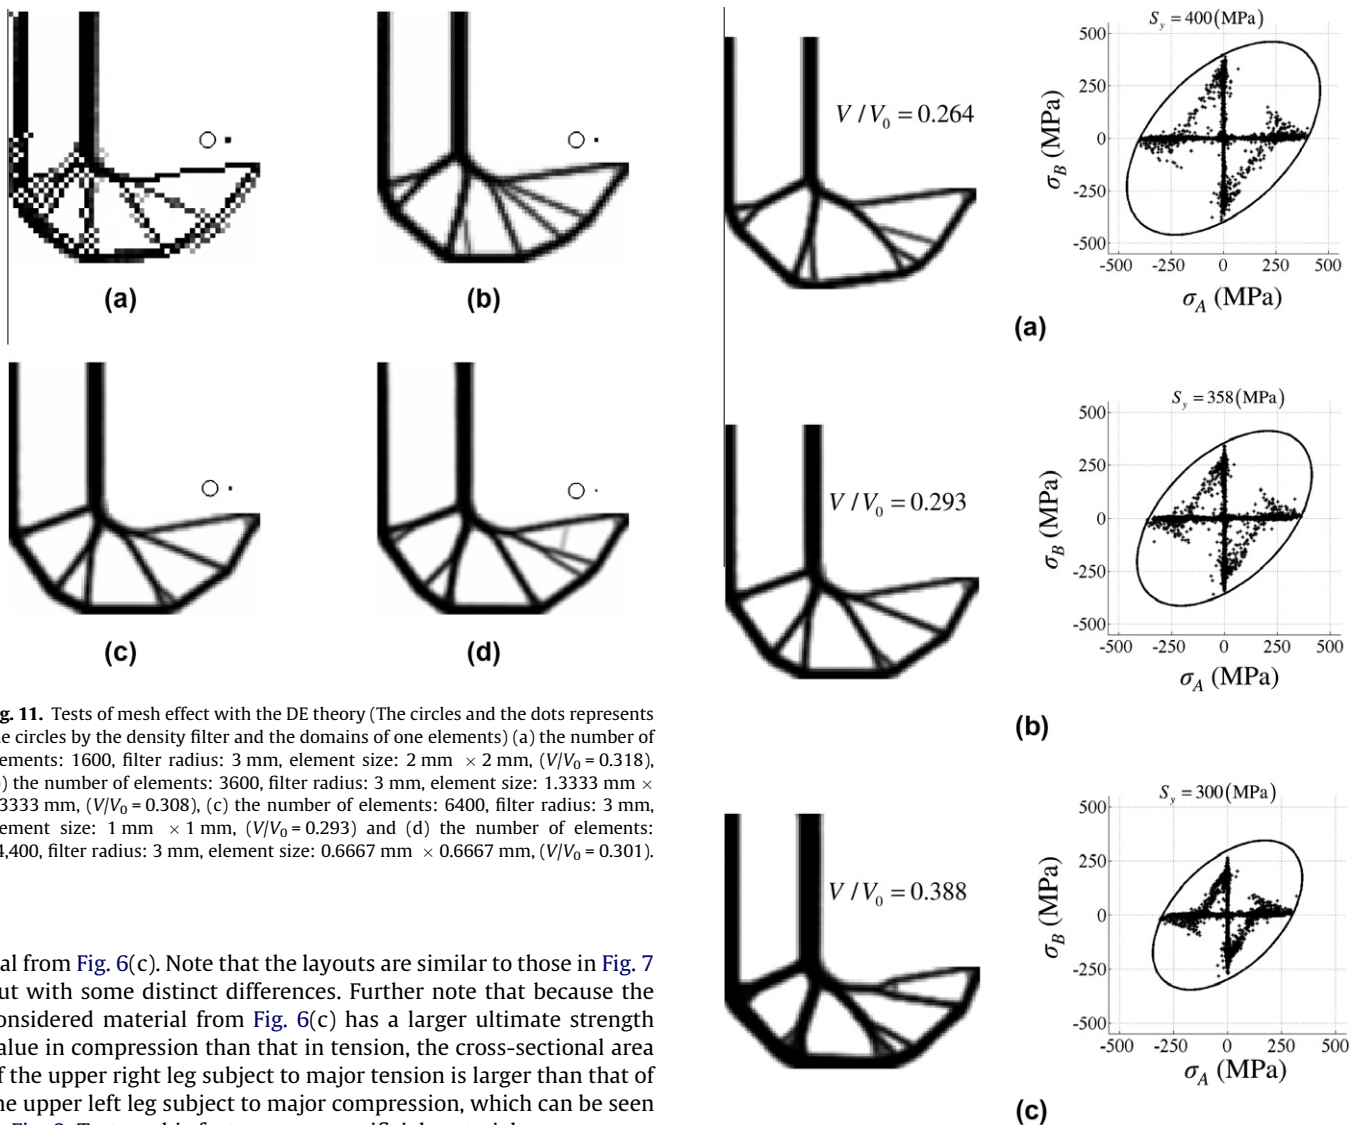 (a)
(b)
(c)
(d)
g. 11. Tests of mesh effect with the DE theory (The circles and the dots represents
e circles by the density filter and the domains of one elements) (a) the number of
ements: 1600, filter radius: 3 mm, element size: 2 mm × 2 mm, (V/V0 = 0.318),
) the number of elements: 3600, filter radius: 3 mm, element size: 1.3333 mm ×
3333 mm, (V/V0 = 0.308), (c) the number of elements: 6400, filter radius: 3 mm,
ement size: 1 mm × 1 mm, (V/V0 = 0.293) and (d) the number of elements:
4,400, filter radius: 3 mm, element size: 0.6667 mm × 0.6667 mm, (V/V0 = 0.301).
al from Fig. 6(c). Note that the layouts are similar to those in Fig. 7
ut with some distinct differences. Further note that because the
onsidered material from Fig. 6(c) has a larger ultimate strength
alue in compression than that in tension, the cross-sectional area
f the upper right leg subject to major tension is larger than that of
he upper left leg subject to major compression, which can be seen
V / V0 = 0.264
Sy = 400(MPa)
500
250
0
-250
-500
σB (MPa)
-500 -250 0 250 500
σA (MPa)
(a)
V / V0 = 0.293
Sy = 358(MPa)
500
250
0
-250
-500
σB (MPa)
-500 -250 0 250 500
σA (MPa)
(b)
V / V0 = 0.388
Sy = 300(MPa)
500
250
0
-250
-500
σB (MPa)
-500 -250 0 250 500
σA (MPa)
(c)